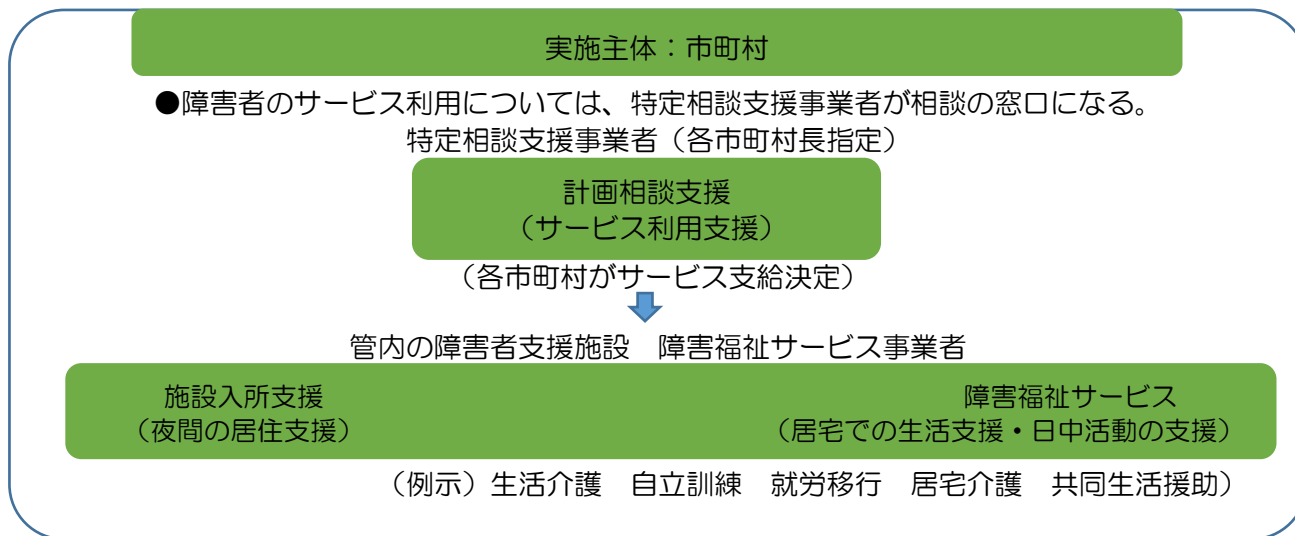 実施主体：市町村
●障害者のサービス利用については、特定相談支援事業者が相談の窓口になる。
特定相談支援事業者（各市町村長指定）
計画相談支援
（サービス利用支援）
（各市町村がサービス支給決定）
管内の障害者支援施設　障害福祉サービス事業者
施設入所支援　障害福祉サービス
（夜間の居住支援）　（居宅での生活支援・日中活動の支援）
（例示）生活介護　自立訓練　就労移行　居宅介護　共同生活援助）